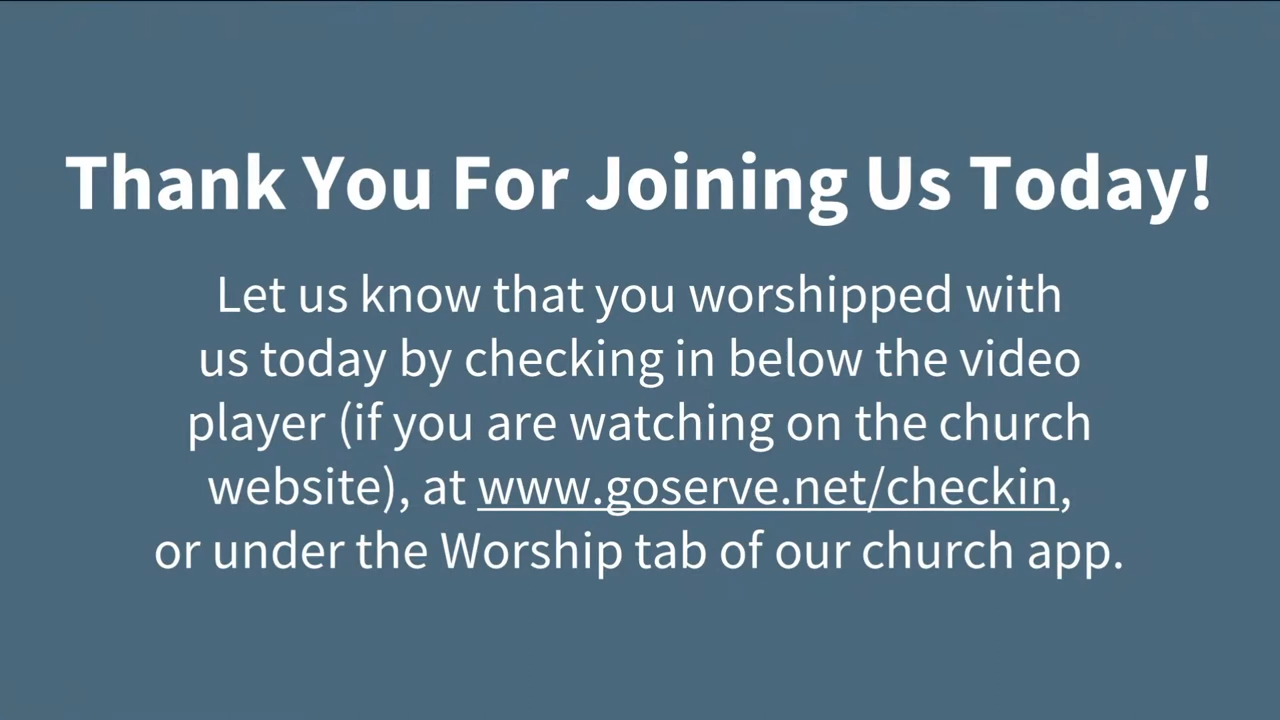 Thank You For Joining Us Today!
Let us know that you worshipped with
us today by checking in below the video
player (if you are watching on the church
website), at www.goserve.net/checkin,
or under the Worship tab of our church app.